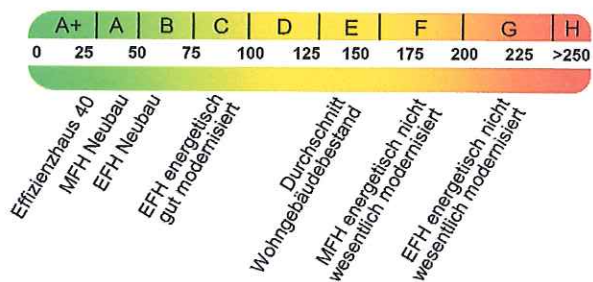 A+ A B C D E F G H
0 25 50 75 100 125 150 175 200 225 >250
Effizienzhaus 40
MFH Neubau
EFH Neubau
EFH energetisch
gut modernisiert
Durchschnitt
Wohngebäudebestand
MFH energetisch nicht
wesentlich modernisiert
EFH energetisch nicht
wesentlich modernisiert